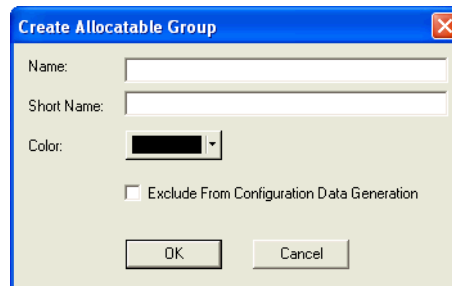 Create Allocatable Group
Name:
Short Name:
Color:
Exclude From Configuration Data Generation
OK Cancel